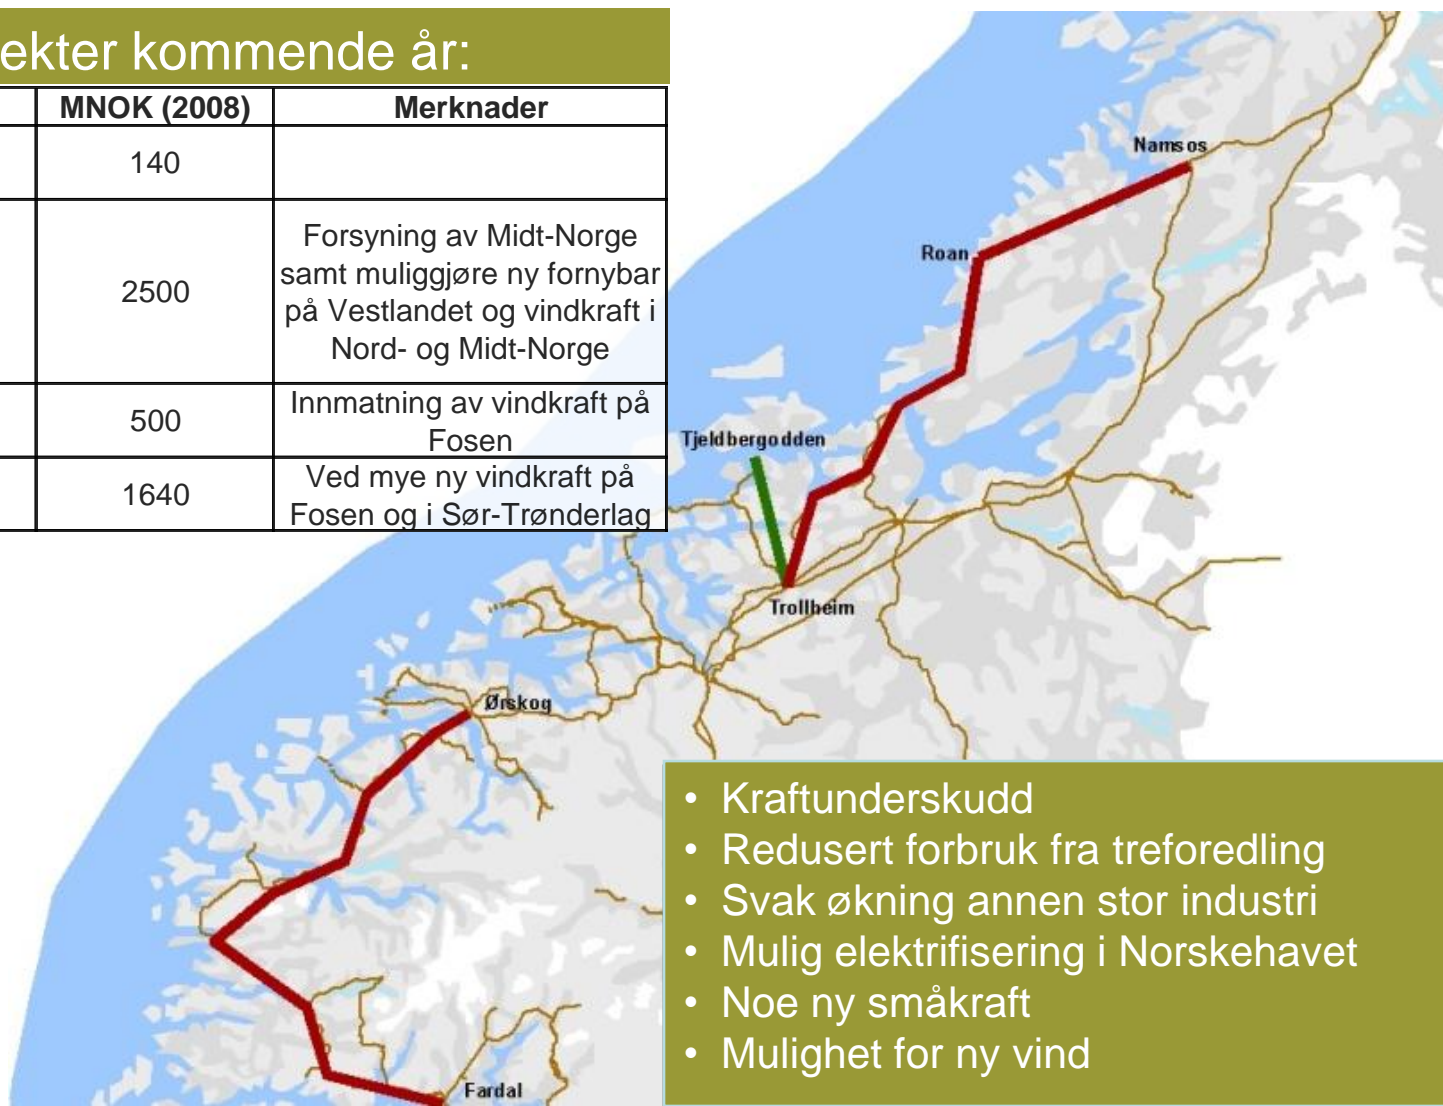 ekter kommende år:
MNOK (2008) Merknader
140
2500
Forsyning av Midt-Norge
samt muliggjøre ny fornybar
på Vestlandet og vindkraft i
Nord- og Midt-Norge
500
Innmatning av vindkraft på
Fosen
1640
Ved mye ny vindkraft på
Fosen og i Sør-Trønderlag
Namsos
Roan
Tjeldbergodden
Trollheim
Ørskog
Fardal
• Kraftunderskudd
• Redusert forbruk fra treforedling
• Svak økning annen stor industri
• Mulig elektrifisering i Norskehavet
• Noe ny småkraft
• Mulighet for ny vind